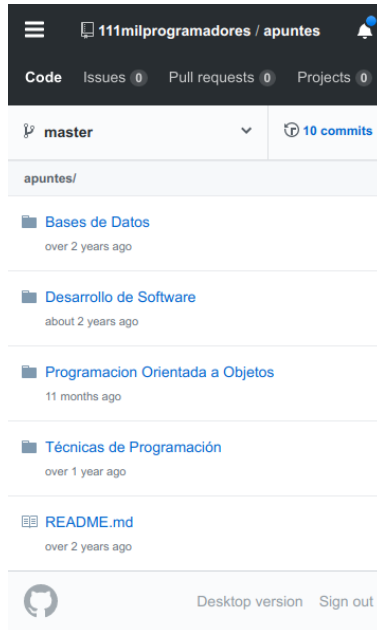 111milprogramadores / apuntes
Code Issues 0 Pull requests 0 Projects 0
master 10 commits
apuntes/
Bases de Datos
over 2 years ago
Desarrollo de Software
about 2 years ago
Programacion Orientada a Objetos
11 months ago
Técnicas de Programación
over 1 year ago
README.md
over 2 years ago
Desktop version Sign out